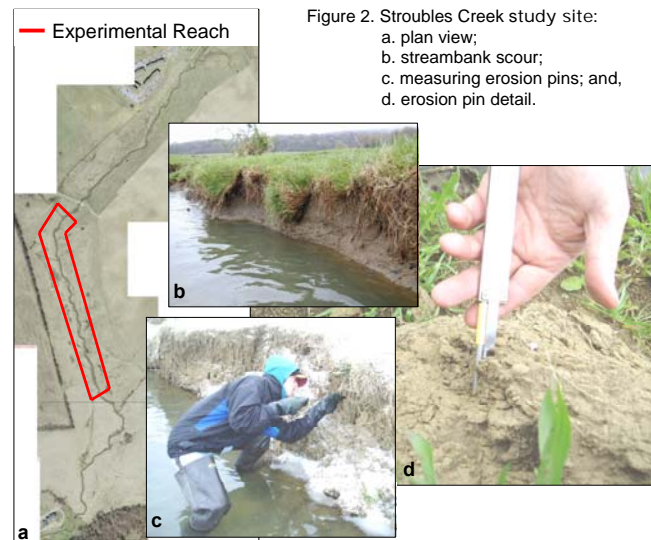 Experimental Reach
Figure 2. Stroubles Creek study site:
a. plan view;
b. streambank scour;
c. measuring erosion pins; and,
d. erosion pin detail.
b
d
c
a